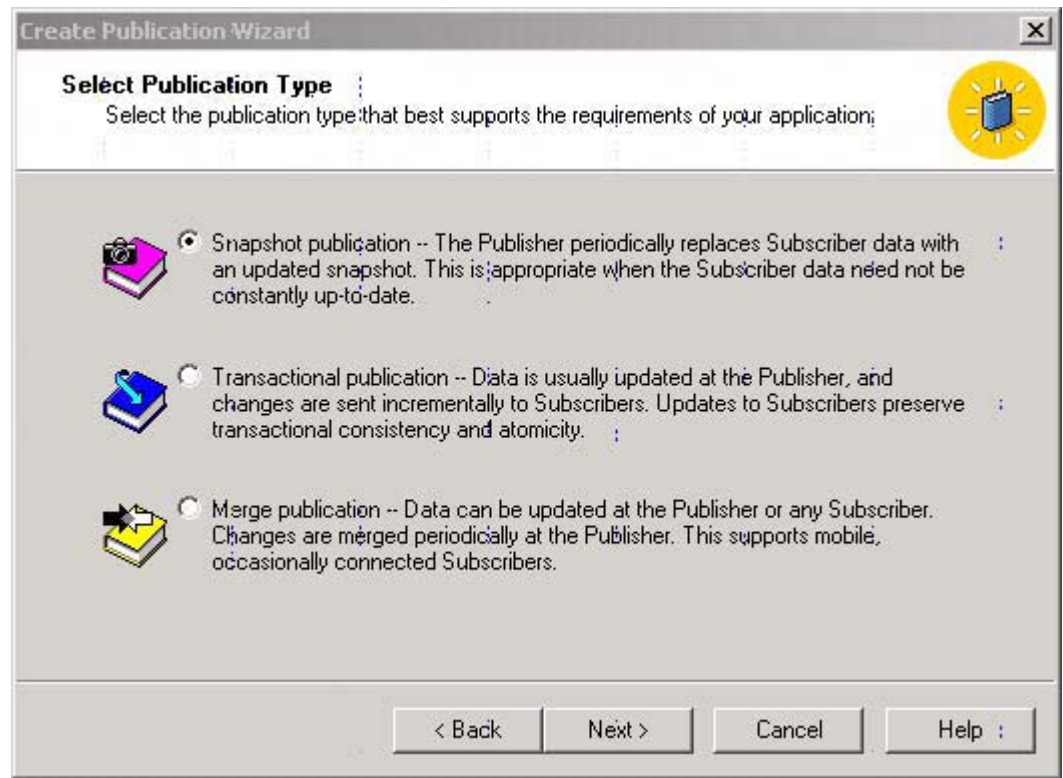 Create Publication Wizard
Select Publication Type
Select the publication type that best supports the requirements of your application.
Snapshot publication -- The Publisher periodically replaces Subscriber data with
an updated snapshot. This is appropriate when the Subscriber data need not be
constantly up-to-date.
Transactional publication -- Data is usually updated at the Publisher, and
changes are sent incrementally to Subscribers. Updates to Subscribers preserve
transactional consistency and atomicity.
Merge publication -- Data can be updated at the Publisher or any Subscriber.
Changes are merged periodically at the Publisher. This supports mobile,
occasionally connected Subscribers.
< Back
Next >
Cancel
Help